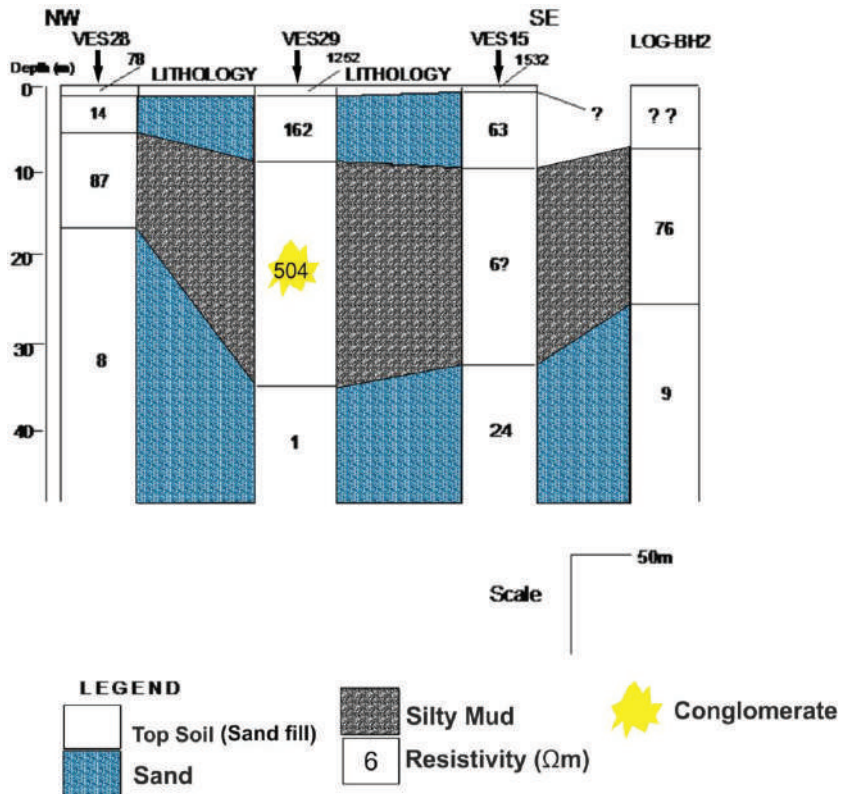 NW SE
VES28 VES29 VES15 LOG-BH2
Depth (m) 78 LITHOLOGY 1252 LITHOLOGY 1532
0
14 162 63 ? ? ?
10
87 76
20 504 6?
30
8 9
40 1 24
50m
Scale
LEGEND
Top Soil (Sand fill) Silty Mud Conglomerate
Sand 6 Resistivity (Ωm)